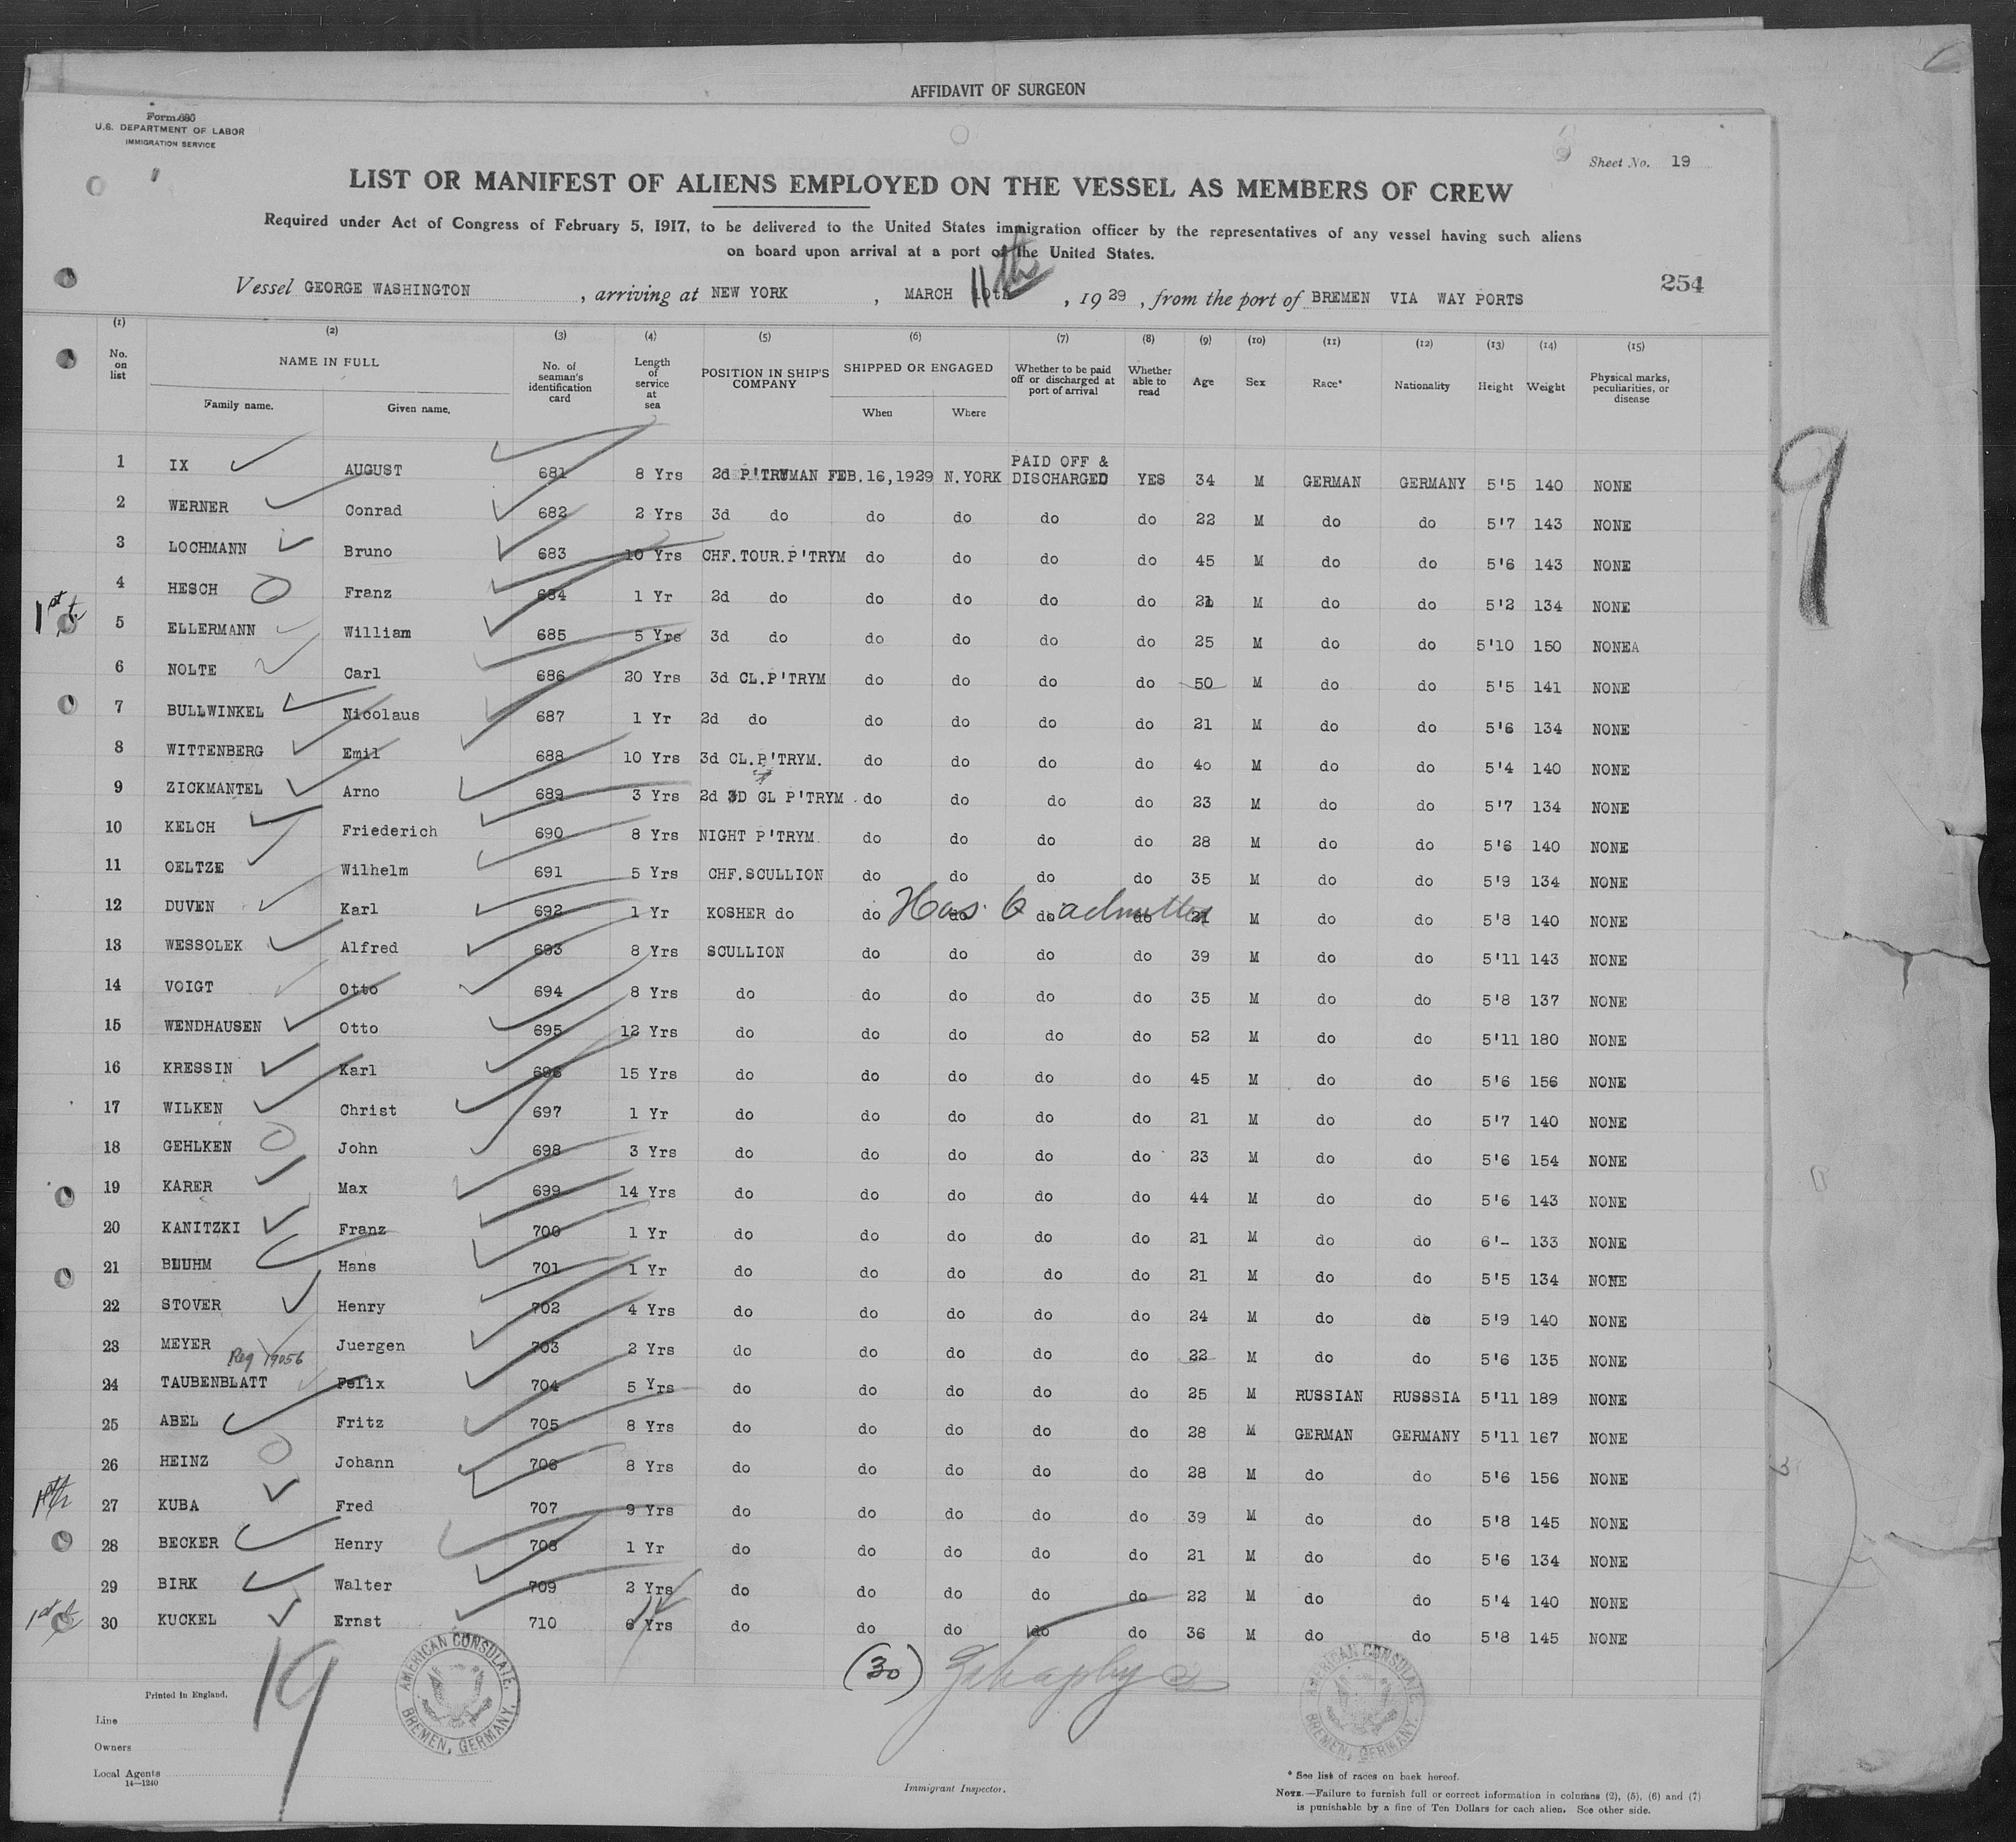 AFFIDAVIT OF SURGEON
Form 680
U.S. DEPARTMENT OF LABOR
IMMIGRATION SERVICE
Sheet No. 19
LIST OR MANIFEST OF ALIENS EMPLOYED ON THE VESSEL AS MEMBERS OF CREW
Required under Act of Congress of February 5, 1917, to be delivered to the United States immigration officer by the representatives of any vessel having such aliens
on board upon arrival at a port of the United States.
Vessel GEORGE WASHINGTON, arriving at NEW YORK, MARCH 11th, 1929, from the port of BREMEN VIA WAY PORTS
254
(1) (2) (3) (4) (5) (6) (7) (8) (9) (10) (11) (12) (13) (14) (15)
No. on list NAME IN FULL Family name. Given name. No. of seaman's identification card Length of service at sea POSITION IN SHIP'S COMPANY SHIPPED OR ENGAGED When Where Whether to be paid off or discharged at port of arrival Whether able to read Age Sex Race* Nationality Height Weight Physical marks, peculiarities, or disease
1 IX AUGUST 681 8 Yrs 2d P'TRYMAN FEB.16,1929 N.YORK PAID OFF & DISCHARGED YES 34 M GERMAN GERMANY 5'5 140 NONE
2 WERNER Conrad 682 2 Yrs 3d do do do do do 22 M do do 5'7 143 NONE
3 LOCHMANN Bruno 683 10 Yrs CHF.TOUR.P'TRYM do do do do 45 M do do 5'6 143 NONE
1st t.
4 HESCH Franz 684 1 Yr 2d do do do do do 21 M do do 5'2 134 NONE
5 ELLERMANN William 685 5 Yrs 3d do do do do do 25 M do do 5'10 150 NONEA
6 NOLTE Carl 686 20 Yrs 3d CL.P'TRYM do do do do 50 M do do 5'5 141 NONE
7 BULLWINKEL Nicolaus 687 1 Yr 2d do do do do do 21 M do do 5'6 134 NONE
8 WITTENBERG Emil 688 10 Yrs 3d CL.P'TRYM. do do do do 40 M do do 5'4 140 NONE
9 ZICKMANTEL Arno 689 3 Yrs 2d 3D CL P'TRYM do do do do 23 M do do 5'7 134 NONE
10 KELCH Friederich 690 8 Yrs NIGHT P'TRYM. do do do do 28 M do do 5'6 140 NONE
11 OELTZE Wilhelm 691 5 Yrs CHF.SCULLION do do do do 35 M do do 5'9 134 NONE
12 DUVEN Karl 692 1 Yr KOSHER do do do do do 21 M do do 5'8 140 NONE
admitted
13 WESSOLEK Alfred 693 8 Yrs SCULLION do do do do 39 M do do 5'11 143 NONE
14 VOIGT Otto 694 8 Yrs do do do do do 35 M do do 5'8 137 NONE
15 WENDHAUSEN Otto 695 12 Yrs do do do do do 52 M do do 5'11 180 NONE
16 KRESSIN Karl 696 15 Yrs do do do do do 45 M do do 5'6 156 NONE
17 WILKEN Christ 697 1 Yr do do do do do 21 M do do 5'7 140 NONE
18 GEHLKEN John 698 3 Yrs do do do do do 23 M do do 5'6 154 NONE
19 KARER Max 699 14 Yrs do do do do do 44 M do do 5'6 143 NONE
20 KANITZKI Franz 700 1 Yr do do do do do 21 M do do 6'- 133 NONE
21 BLUHM Hans 701 1 Yr do do do do do 21 M do do 5'5 134 NONE
22 STOVER Henry 702 4 Yrs do do do do do 24 M do do 5'9 140 NONE
23 MEYER Juergen 703 2 Yrs do do do do do 22 M do do 5'6 135 NONE
Reg 19056
24 TAUBENBLATT Felix 704 5 Yrs do do do do do 25 M RUSSIAN RUSSSIA 5'11 189 NONE
25 ABEL Fritz 705 8 Yrs do do do do do 28 M GERMAN GERMANY 5'11 167 NONE
26 HEINZ Johann 706 8 Yrs do do do do do 28 M do do 5'6 156 NONE
27 KUBA Fred 707 9 Yrs do do do do do 39 M do do 5'8 145 NONE
28 BECKER Henry 708 1 Yr do do do do do 21 M do do 5'6 134 NONE
29 BIRK Walter 709 2 Yrs do do do do do 22 M do do 5'4 140 NONE
1st t.
30 KUCKEL Ernst 710 6 Yrs do do do do do 36 M do do 5'8 145 NONE
19
9
(30)
AMERICAN CONSULATE. BREMEN, GERMANY.
AMERICAN CONSULATE. BREMEN, GERMANY.
Printed in England.
Line
Owners
Local Agents
14—1240
Immigrant Inspector.
* See list of races on back hereof.
NOTE.—Failure to furnish full or correct information in columns (2), (5), (6) and (7)
is punishable by a fine of Ten Dollars for each alien. See other side.